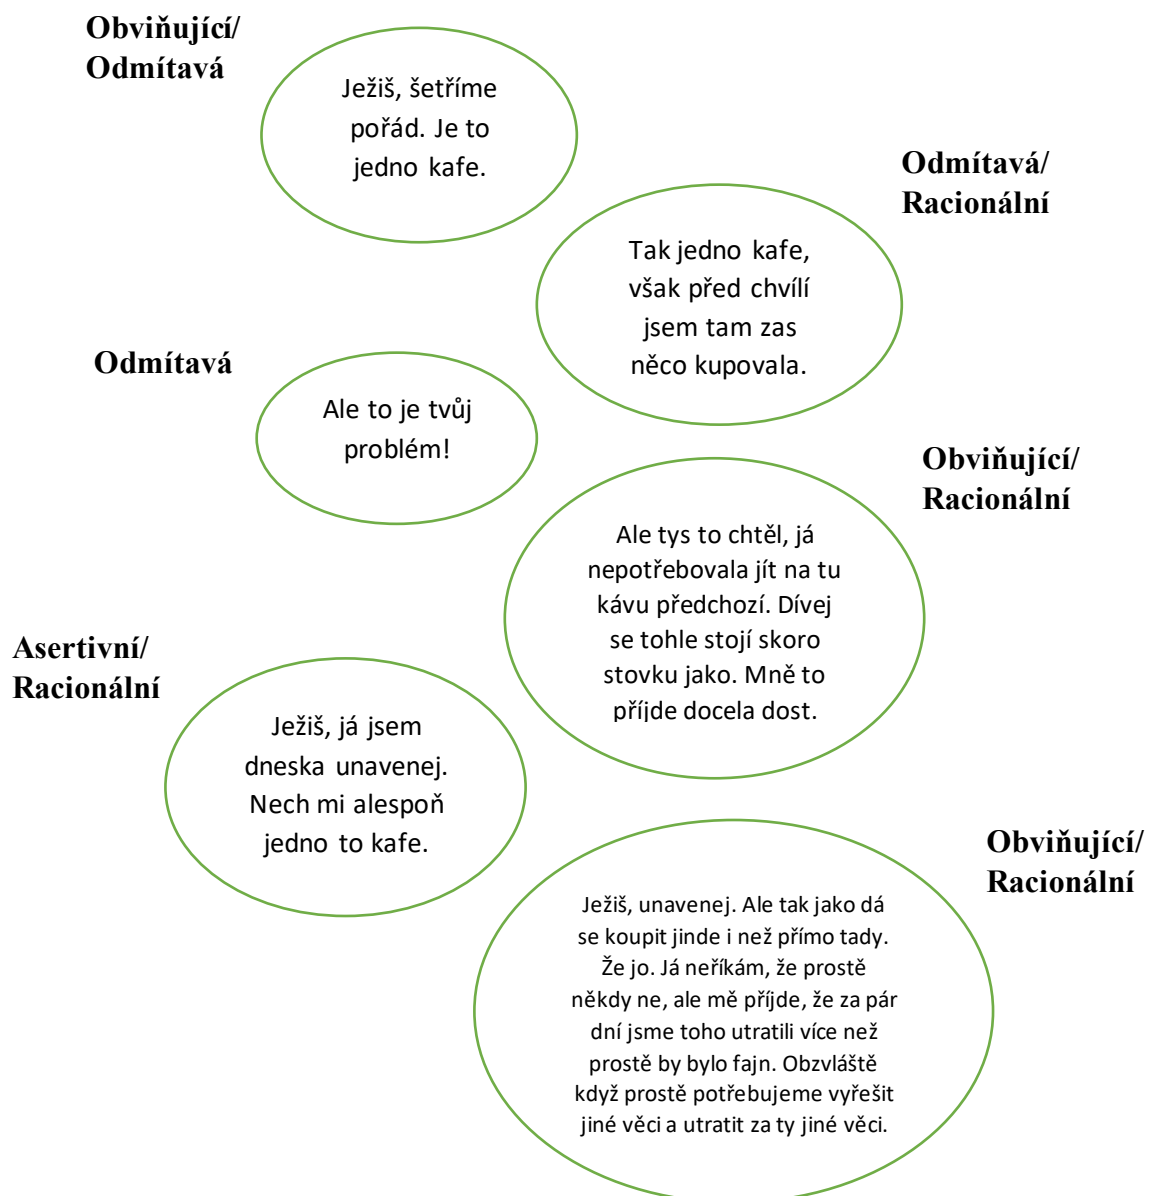 Obviňující/
Odmítavá
Ježiš, šetříme
pořád. Je to
jedno kafe.
Odmítavá/
Racionální
Tak jedno kafe,
však před chvílí
jsem tam zas
něco kupovala.
Odmítavá
Ale to je tvůj
problém!
Obviňující/
Racionální
Ale tys to chtěl, já
nepotřebovala jít na tu
kávu předchozí. Dívej
se tohle stojí skoro
stovku jako. Mně to
příjde docela dost.
Asertivní/
Racionální
Ježiš, já jsem
dneska unavenej.
Nech mi alespoň
jedno to kafe.
Obviňující/
Racionální
Ježiš, unavenej. Ale tak jako dá
se koupit jinde i než přímo tady.
Že jo. Já neříkám, že prostě
někdy ne, ale mě příjde, že za pár
dní jsme toho utratili více než
prostě by bylo fajn. Obzvláště
když prostě potřebujeme vyřešit
jiné věci a utratit za ty jiné věci.